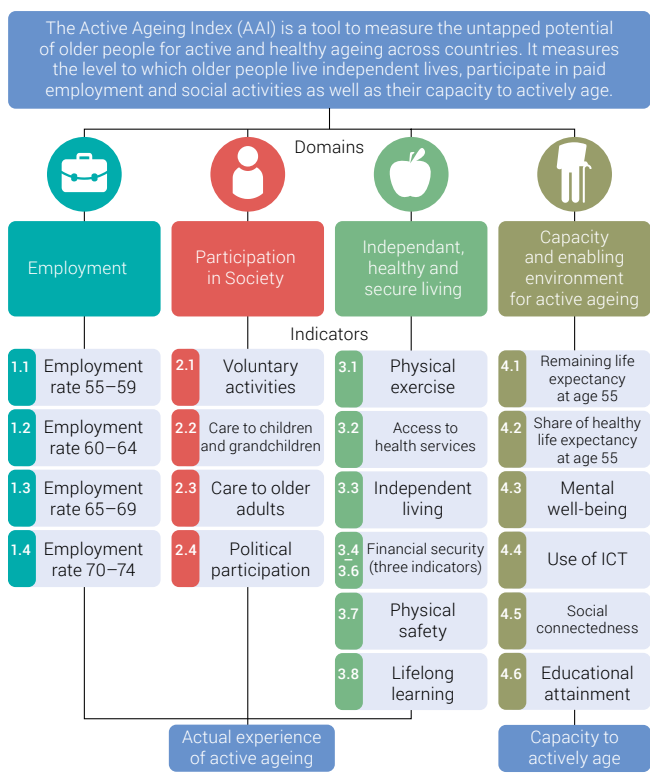 The Active Ageing Index (AAI) is a tool to measure the untapped potential
of older people for active and healthy ageing across countries. It measures
the level to which older people live independent lives, participate in paid
employment and social activities as well as their capacity to actively age.
Domains
Employment
Participation
in Society
Independant,
healthy and
secure living
Capacity
and enabling
environment
for active ageing
Indicators
1.1
Employment
rate 55–59
1.2
Employment
rate 60–64
1.3
Employment
rate 65–69
1.4
Employment
rate 70–74
2.1
Voluntary
activities
2.2
Care to children
and grandchildren
2.3
Care to older
adults
2.4
Political
participation
3.1
Physical
exercise
3.2
Access to
health services
3.3
Independent
living
3.4
–
3.6
Financial security
(three indicators)
3.7
Physical
safety
3.8
Lifelong
learning
4.1
Remaining life
expectancy
at age 55
4.2
Share of healthy
life expectancy
at age 55
4.3
Mental
well-being
4.4
Use of ICT
4.5
Social
connectedness
4.6
Educational
attainment
Actual experience
of active ageing
Capacity to
actively age